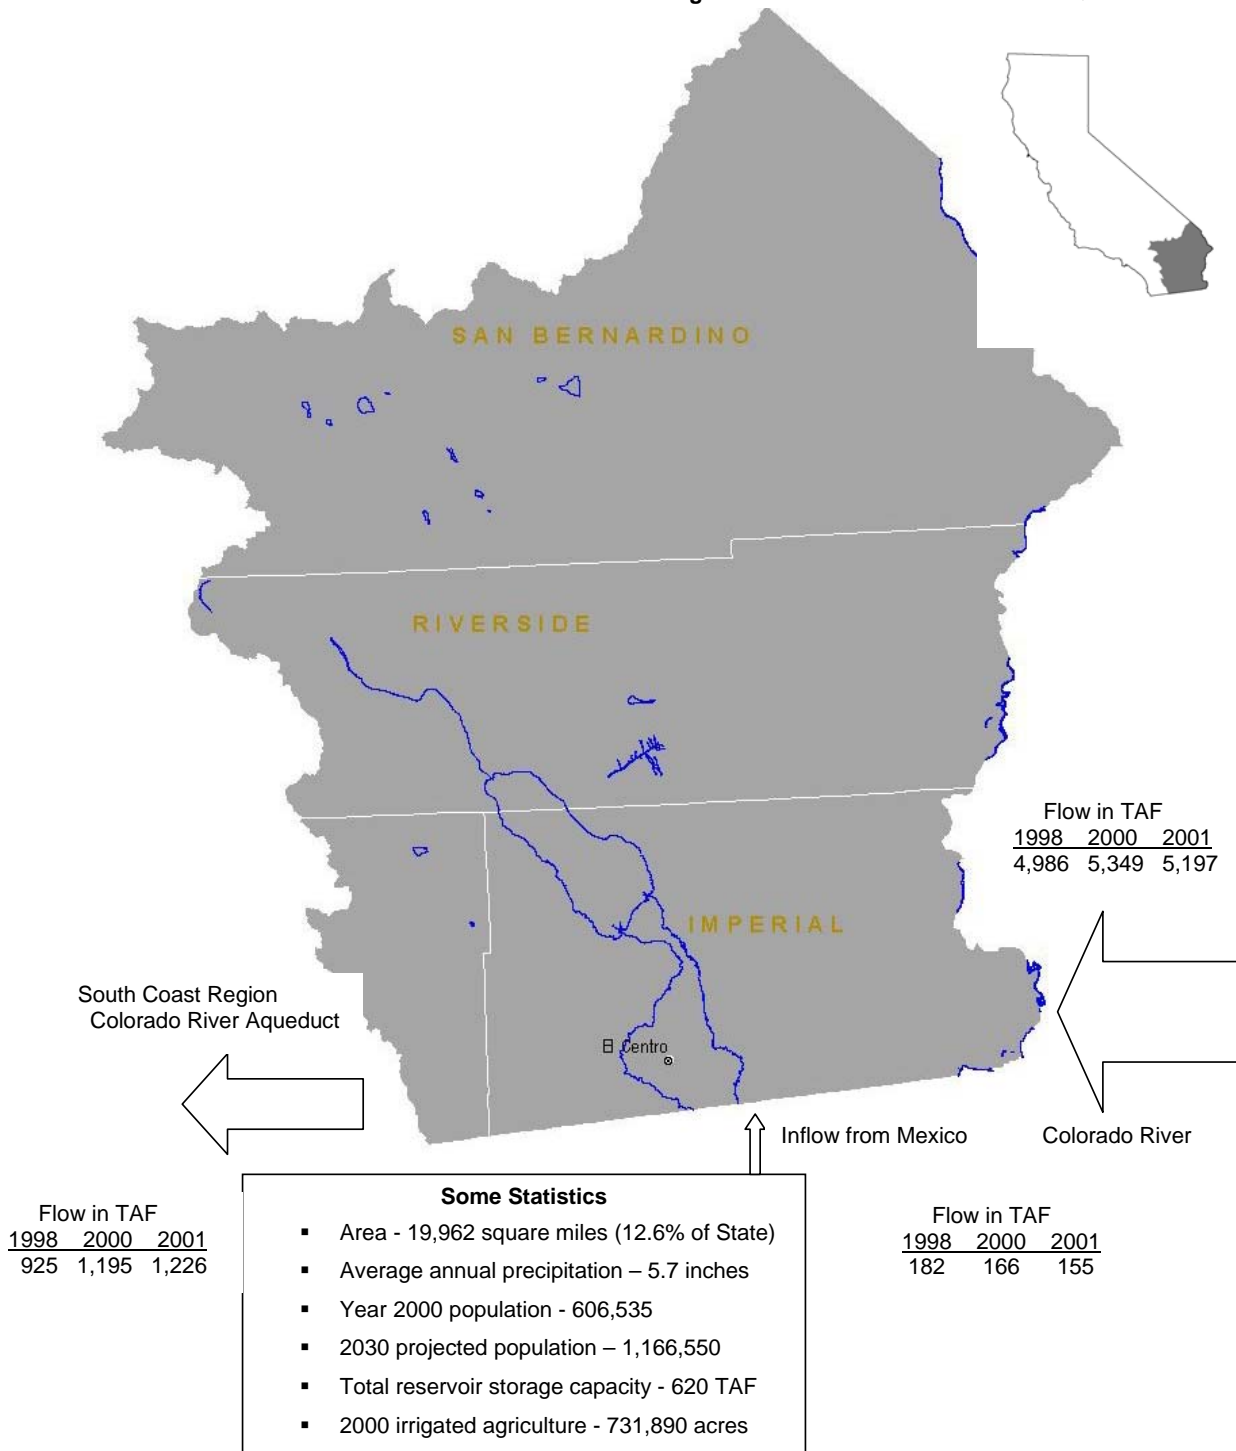 SAN BERNARDINO
RIVERSIDE
Flow in TAF
1998 2000 2001
4,986 5,349 5,197
IMPERIAL
South Coast Region
Colorado River Aqueduct
El Centro
Inflow from Mexico
Colorado River
Flow in TAF
1998 2000 2001
925 1,195 1,226
Flow in TAF
1998 2000 2001
182 166 155
Some Statistics
▪ Area - 19,962 square miles (12.6% of State)
▪ Average annual precipitation – 5.7 inches
▪ Year 2000 population - 606,535
▪ 2030 projected population – 1,166,550
▪ Total reservoir storage capacity - 620 TAF
▪ 2000 irrigated agriculture - 731,890 acres